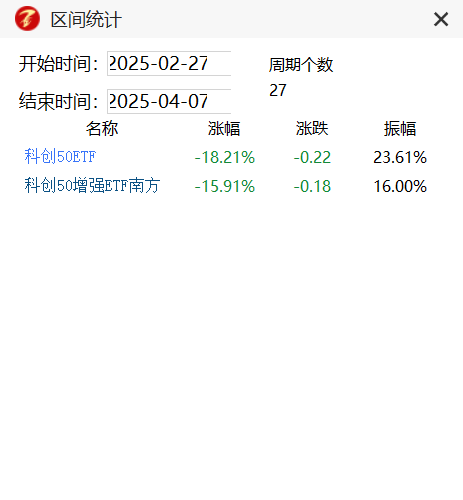 区间统计
开始时间: 2025-02-27 周期个数
27
结束时间: 2025-04-07
名称 涨幅 涨跌 振幅
科创50ETF -18.21% -0.22 23.61%
科创50增强ETF南方 -15.91% -0.18 16.00%